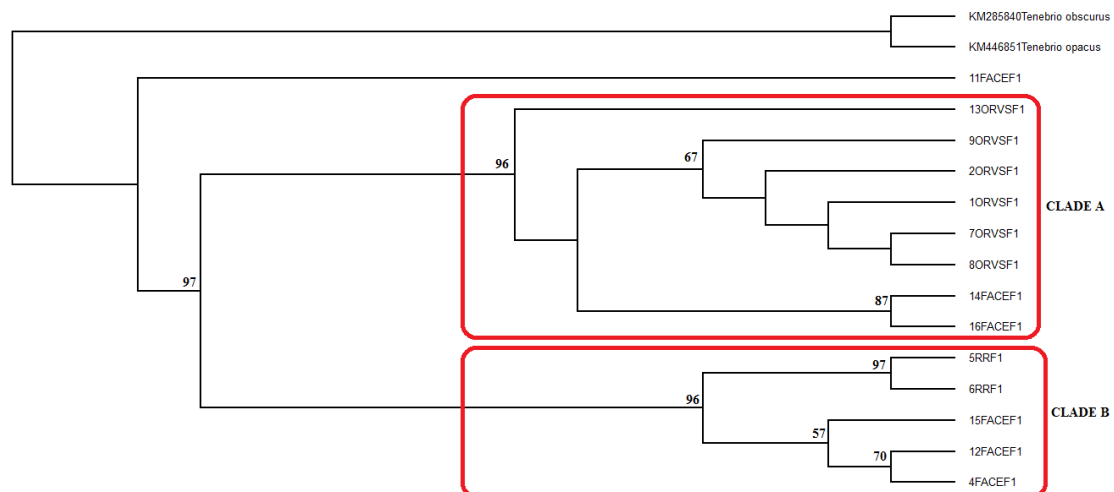 KM285840Tenebrio obscurus
KM446851Tenebrio opacus
11FACEF1
13ORVSF1
9ORVSF1
67
96
2ORVSF1
1ORVSF1
CLADE A
7ORVSF1
8ORVSF1
97
14FACEF1
87
16FACEF1
5RRF1
97
6RRF1
96
15FACEF1
CLADE B
57
12FACEF1
70
4FACEF1